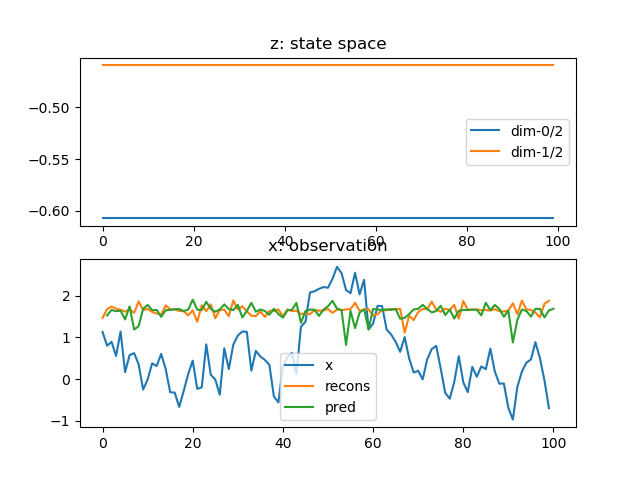 z: state space
−0.50
−0.55
−0.60
dim-0/2
dim-1/2
0 20 40 60 80 100
x: observation
2
1
0
−1
x
recons
pred
0 20 40 60 80 100